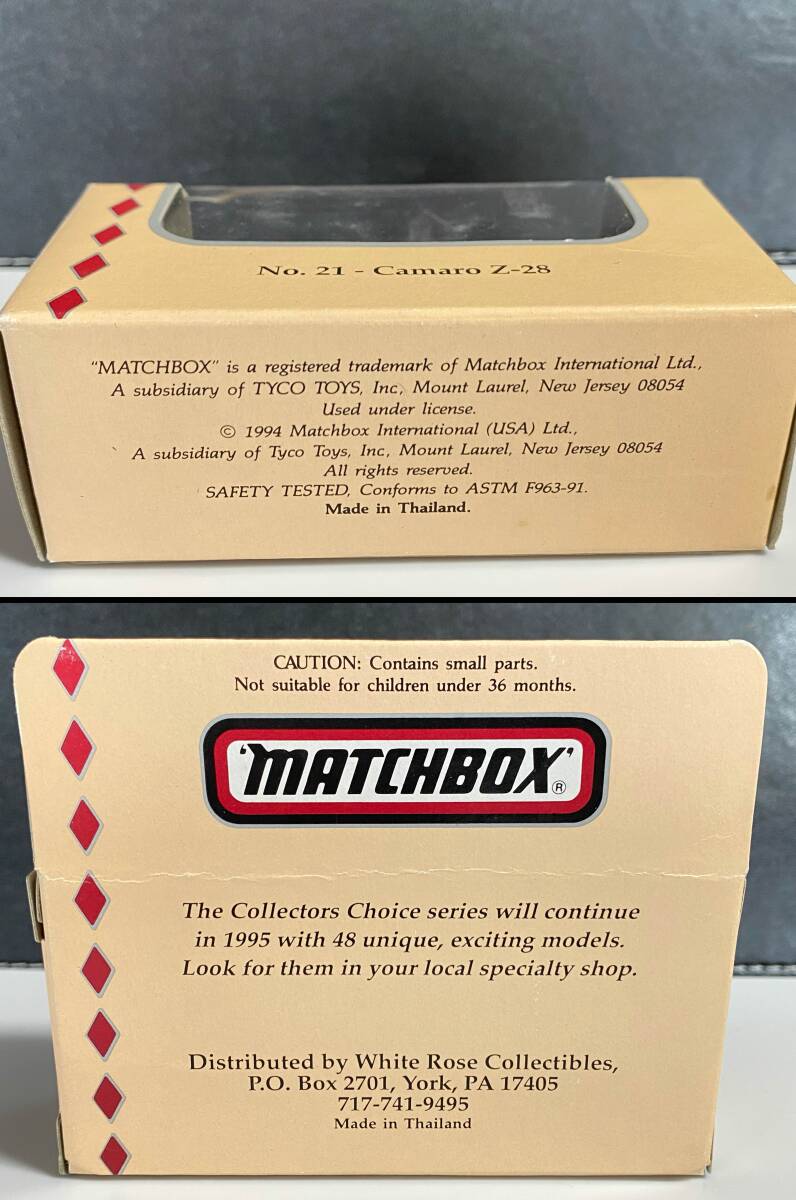 No. 21 - Camaro Z-28
"MATCHBOX" is a registered trademark of Matchbox International Ltd.,
A subsidiary of TYCO TOYS, Inc, Mount Laurel, New Jersey 08054
Used under license.
© 1994 Matchbox International (USA) Ltd.,
A subsidiary of Tyco Toys, Inc, Mount Laurel, New Jersey 08054
All rights reserved.
SAFETY TESTED, Conforms to ASTM F963-91.
Made in Thailand.
CAUTION: Contains small parts.
Not suitable for children under 36 months.
'MATCHBOX'®
The Collectors Choice series will continue
in 1995 with 48 unique, exciting models.
Look for them in your local specialty shop.
Distributed by White Rose Collectibles,
P.O. Box 2701, York, PA 17405
717-741-9495
Made in Thailand